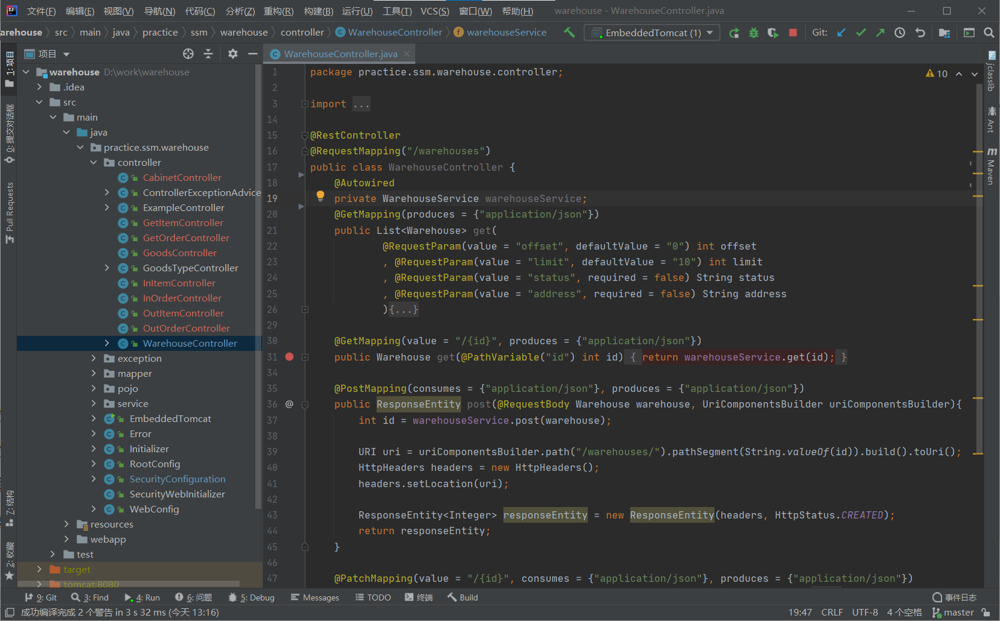 文件(F) 编辑(E) 视图(V) 导航(N) 代码(C) 分析(Z) 重构(R) 构建(B) 运行(U) 工具(T) VCS(S) 窗口(W) 帮助(H) warehouse - WarehouseController.java
arehouse src main java practice ssm warehouse controller WarehouseController warehouseService EmbeddedTomcat (1) Git:
项目
WarehouseController.java
1: 项目
0: 提交对话框
Pull Requests
Z: 结构
2: 收藏
warehouse D:\work\warehouse
.idea
src
main
java
practice.ssm.warehouse
controller
CabinetController
ControllerExceptionAdvice
ExampleController
GetItemController
GetOrderController
GoodsController
GoodsTypeController
InItemController
InOrderController
OutItemController
OutOrderController
WarehouseController
exception
mapper
pojo
service
EmbeddedTomcat
Error
Initializer
RootConfig
SecurityConfiguration
SecurityWebInitializer
WebConfig
resources
webapp
test
target
tomcat.8080
10
1 package practice.ssm.warehouse.controller;
2
3 import ...
14
15 @RestController
16 @RequestMapping("/warehouses")
17 public class WarehouseController {
18 @Autowired
19 private WarehouseService warehouseService;
20 @GetMapping(produces = {"application/json"})
21 public List<Warehouse> get(
22 @RequestParam(value = "offset", defaultValue = "0") int offset
23 , @RequestParam(value = "limit", defaultValue = "10") int limit
24 , @RequestParam(value = "status", required = false) String status
25 , @RequestParam(value = "address", required = false) String address
26 ){...}
29
30 @GetMapping(value = "/{id}", produces = {"application/json"})
31 public Warehouse get(@PathVariable("id") int id) { return warehouseService.get(id); }
34
35 @PostMapping(consumes = {"application/json"}, produces = {"application/json"})
36 @ public ResponseEntity post(@RequestBody Warehouse warehouse, UriComponentsBuilder uriComponentsBuilder){
37 int id = warehouseService.post(warehouse);
38
39 URI uri = uriComponentsBuilder.path("/warehouses/").pathSegment(String.valueOf(id)).build().toUri();
40 HttpHeaders headers = new HttpHeaders();
41 headers.setLocation(uri);
42
43 ResponseEntity<Integer> responseEntity = new ResponseEntity(headers, HttpStatus.CREATED);
44 return responseEntity;
45 }
46
47 @PatchMapping(value = "/{id}", consumes = {"application/json"}, produces = {"application/json"})
jclasslib
Ant
Maven
9: Git 3: Find 4: Run 6: 问题 5: Debug Messages TODO 终端 Build 事件日志
成功编译完成 2 个警告 in 3 s 32 ms (今天 13:16) 19:47 CRLF UTF-8 4 个空格 master